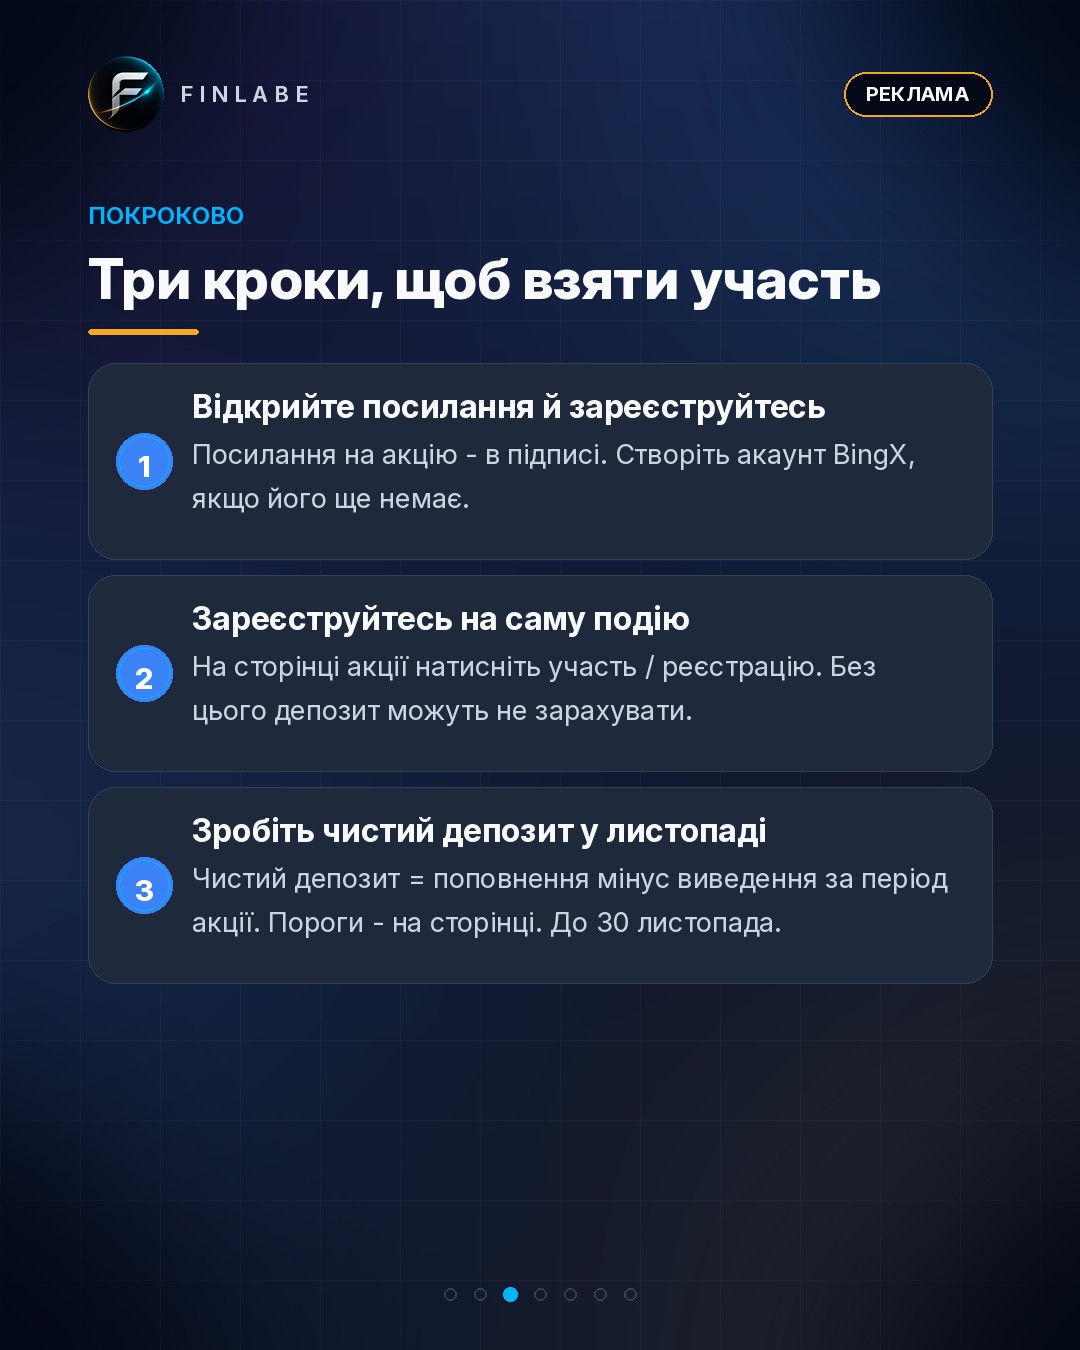 FINLABE
РЕКЛАМА
ПОКРОКОВО
Три кроки, щоб взяти участь
Відкрийте посилання й зареєструйтесь
1
Посилання на акцію - в підписі. Створіть акаунт BingX,
якщо його ще немає.
Зареєструйтесь на саму подію
2
На сторінці акції натисніть участь / реєстрацію. Без
цього депозит можуть не зарахувати.
Зробіть чистий депозит у листопаді
3
Чистий депозит = поповнення мінус виведення за період
акції. Пороги - на сторінці. До 30 листопада.